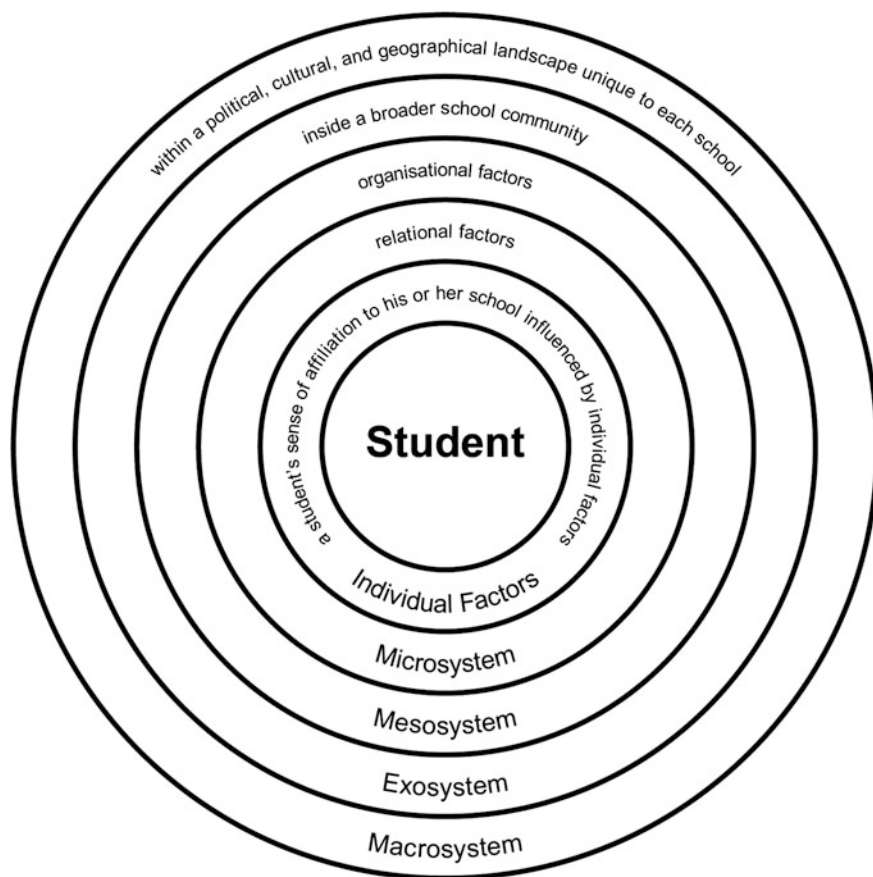 within a political, cultural, and geographical landscape unique to each school
inside a broader school community
organisational factors
relational factors
a student's sense of affiliation to his or her school influenced by individual factors
Student
Individual Factors
Microsystem
Mesosystem
Exosystem
Macrosystem